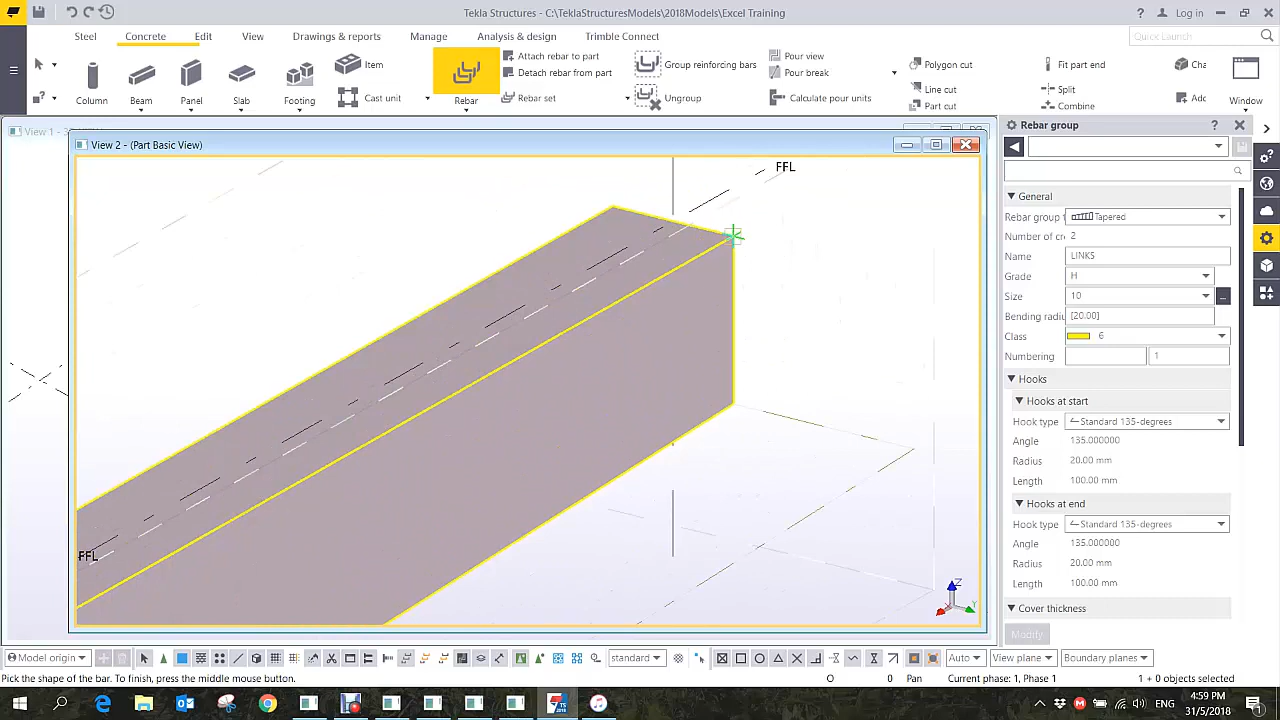 Tekla Structures - C:\TeklaStructuresModels\2018Models\Excel Training
Log in
Steel
Concrete
Edit
View
Drawings & reports
Manage
Analysis & design
Trimble Connect
Quick Launch
Column
Beam
Panel
Slab
Footing
Item
Cast unit
Rebar
Attach rebar to part
Detach rebar from part
Rebar set
Group reinforcing bars
Ungroup
Pour view
Pour break
Calculate pour units
Polygon cut
Line cut
Part cut
Fit part end
Split
Combine
Cha
Add
Window
View 1 - 3
View 2 - (Part Basic View)
FFL
FFL
Rebar group
General
Rebar group t
Tapered
Number of cr
2
Name
LINKS
Grade
H
Size
10
...
Bending radiu
[20.00]
Class
6
Numbering
1
Hooks
Hooks at start
Hook type
Standard 135-degrees
Angle
135.000000
Radius
20.00 mm
Length
100.00 mm
Hooks at end
Hook type
Standard 135-degrees
Angle
135.000000
Radius
20.00 mm
Length
100.00 mm
Cover thickness
Modify
Z
Model origin
standard
Auto
View plane
Boundary planes
Pick the shape of the bar. To finish, press the middle mouse button.
O
0
Pan
Current phase: 1, Phase 1
1 + 0 objects selected
ENG
4:59 PM
31/5/2018